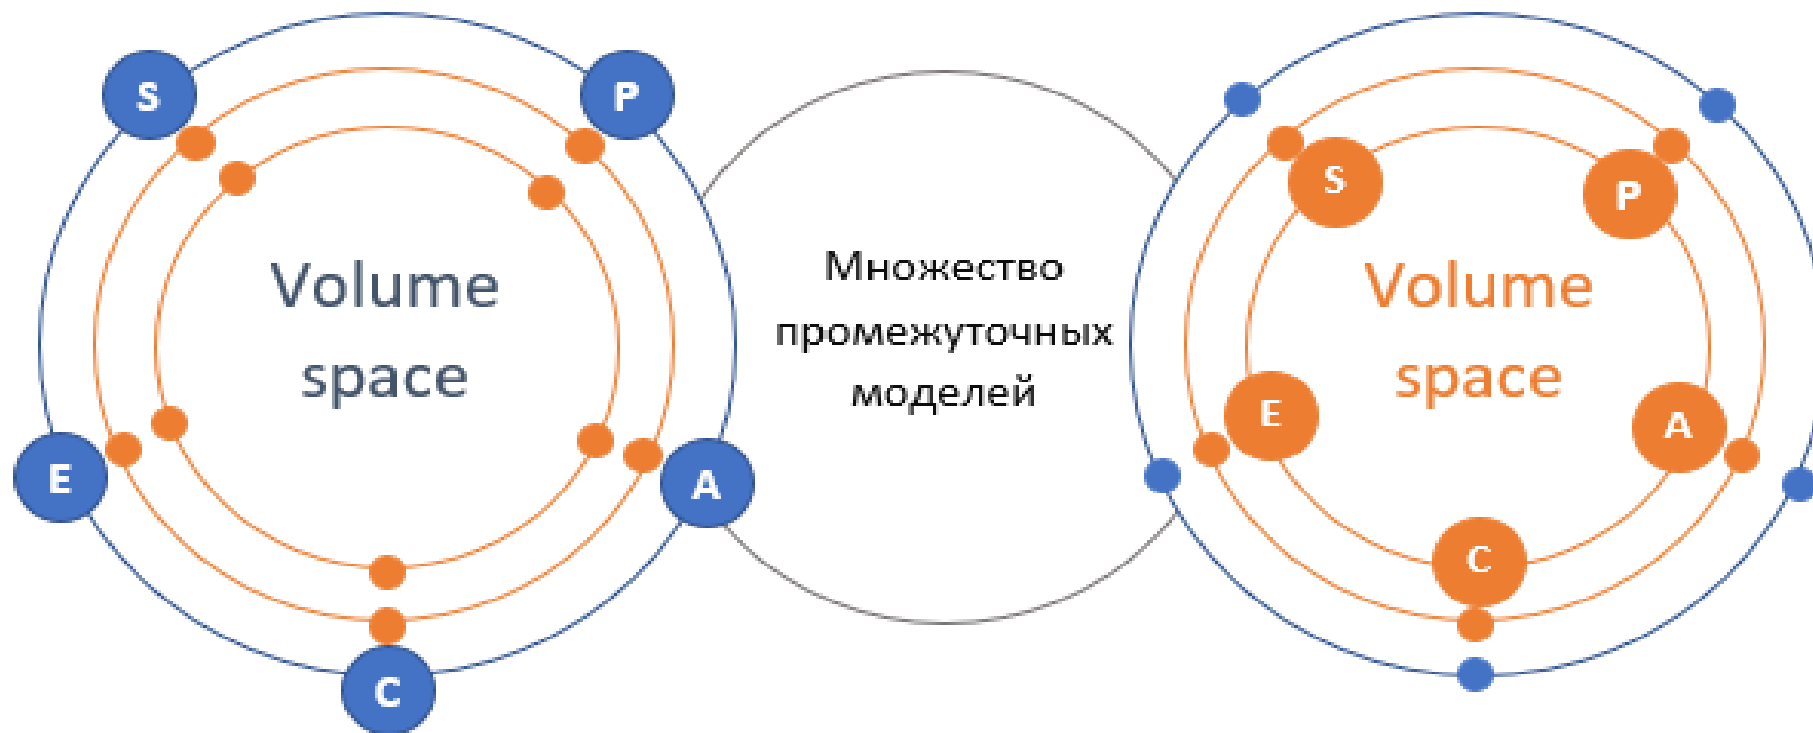 S
P
Volume
space
E
A
C
Множество
промежуточных
моделей
S
P
Volume
space
E
A
C